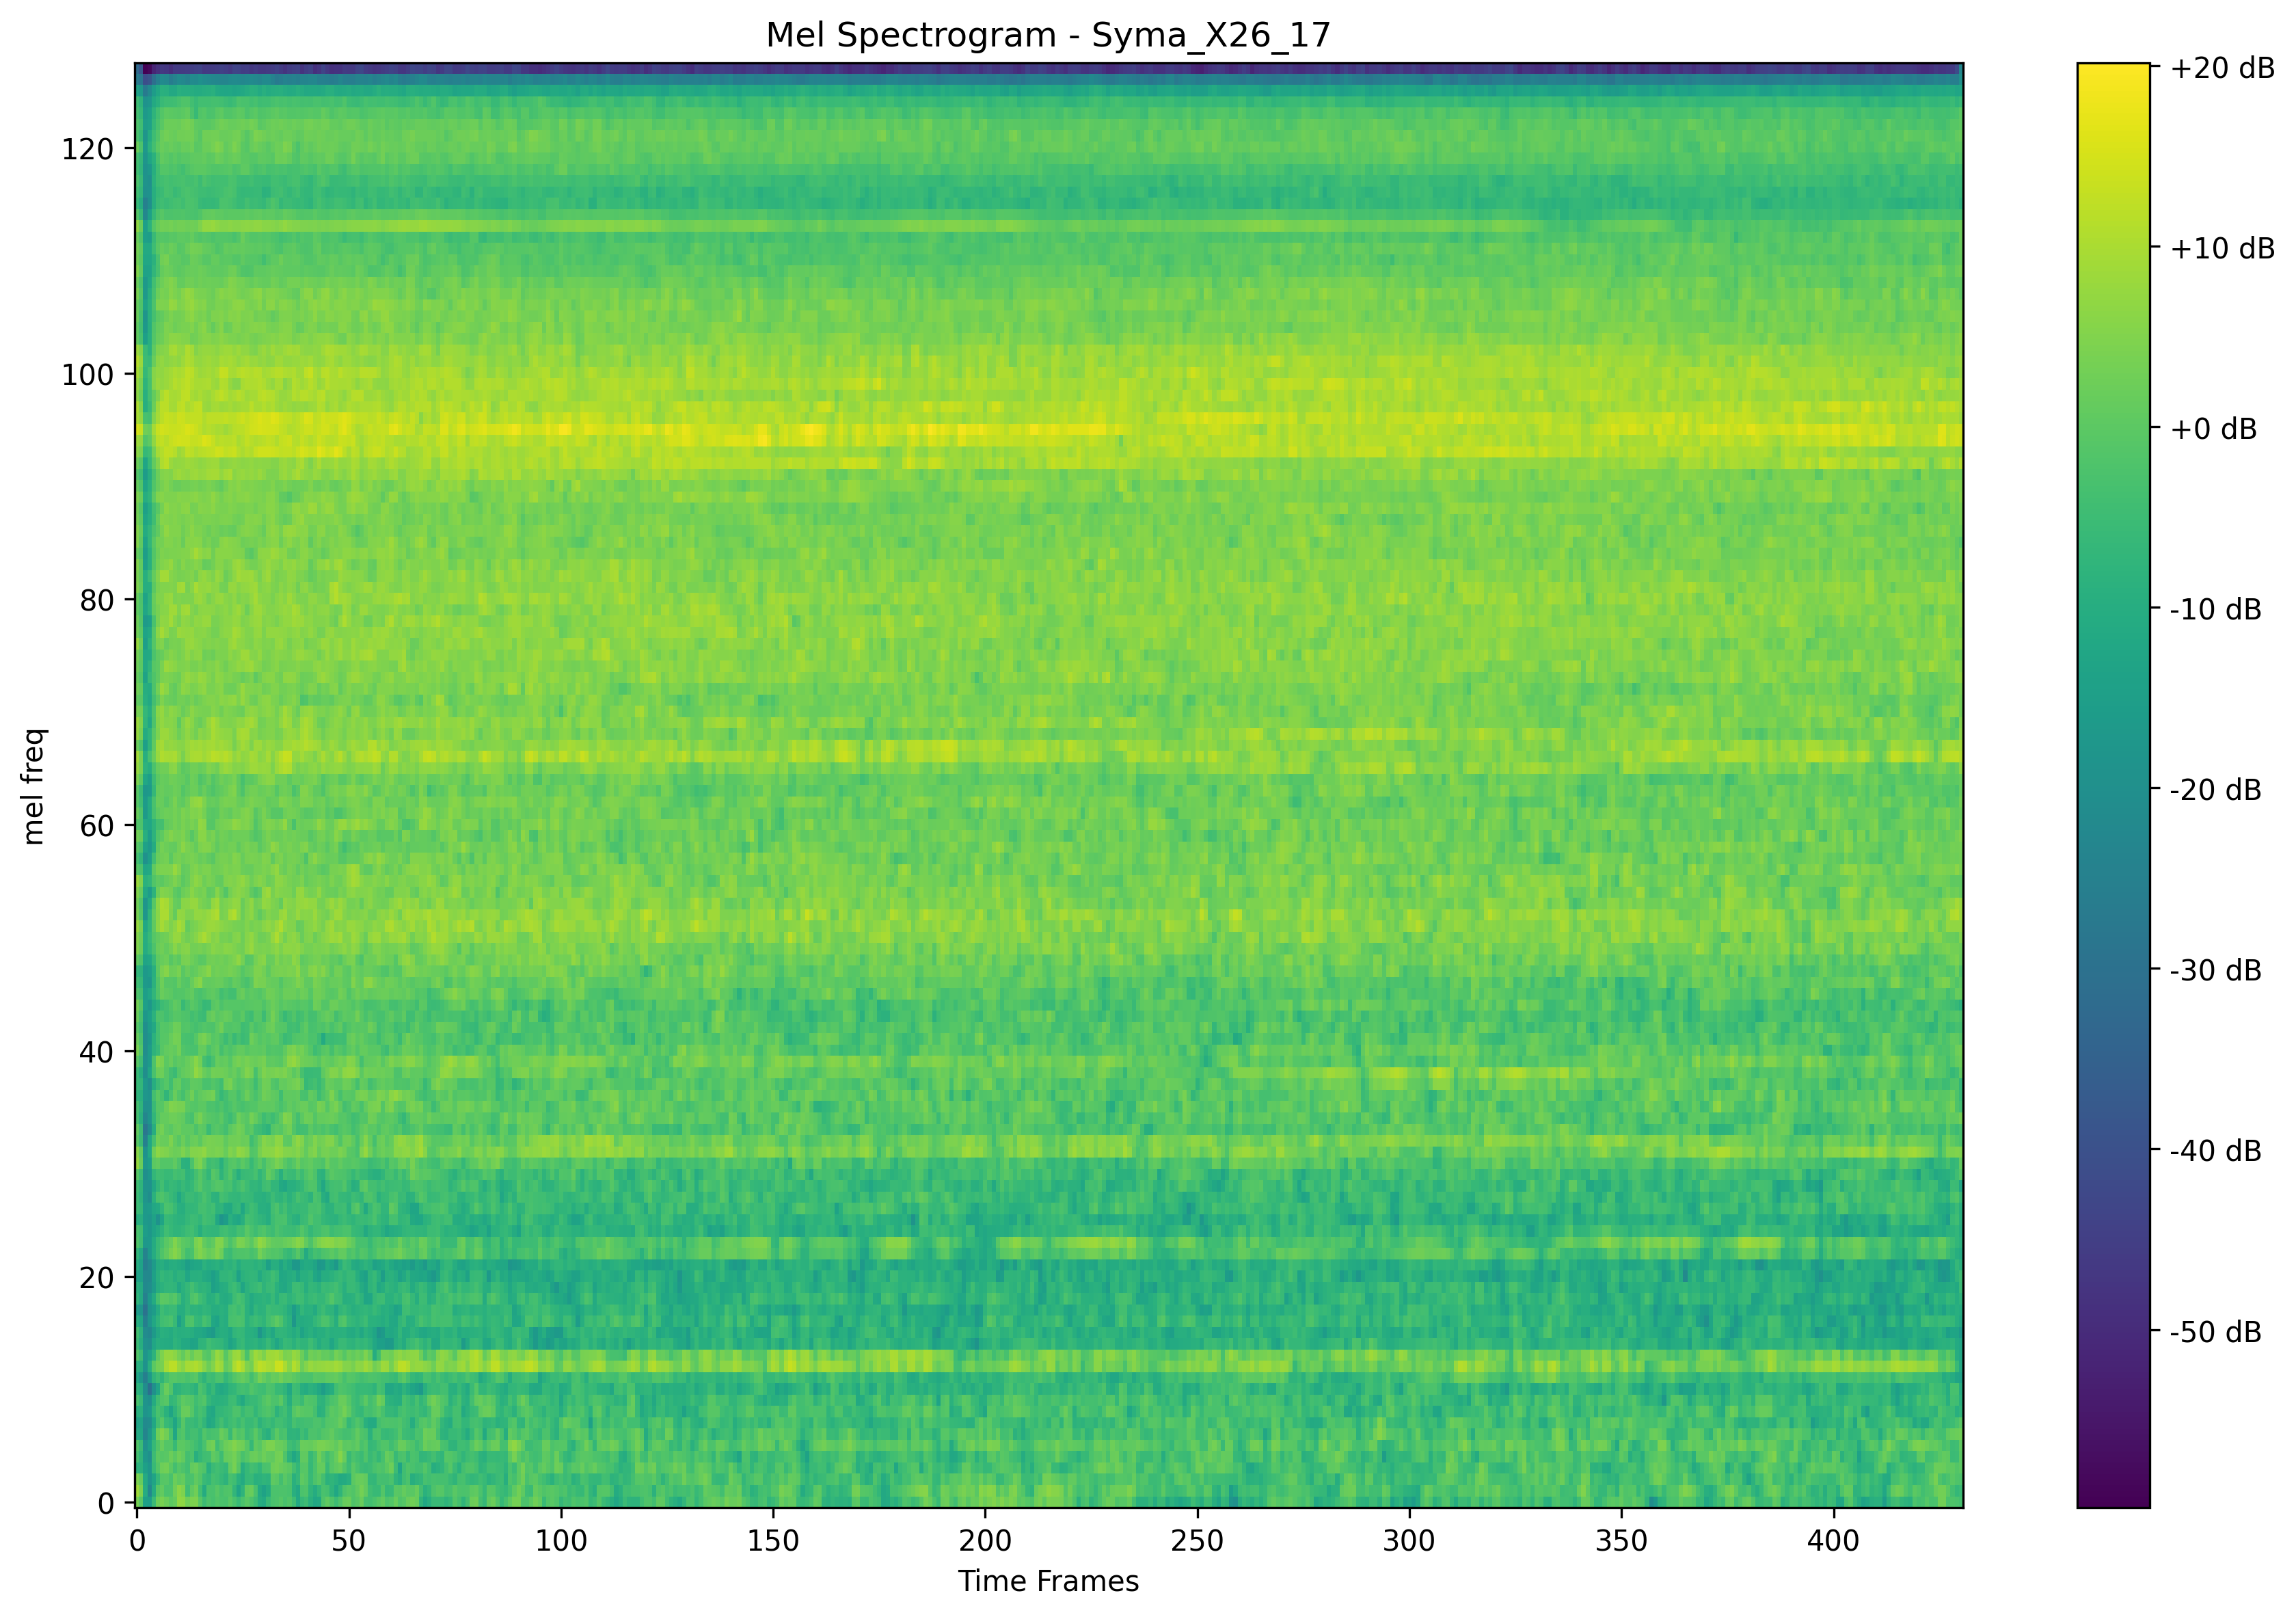 Mel Spectrogram - Syma_X26_17
mel freq
120
100
80
60
40
20
0
0 50 100 150 200 250 300 350 400
Time Frames
+20 dB
+10 dB
+0 dB
-10 dB
-20 dB
-30 dB
-40 dB
-50 dB